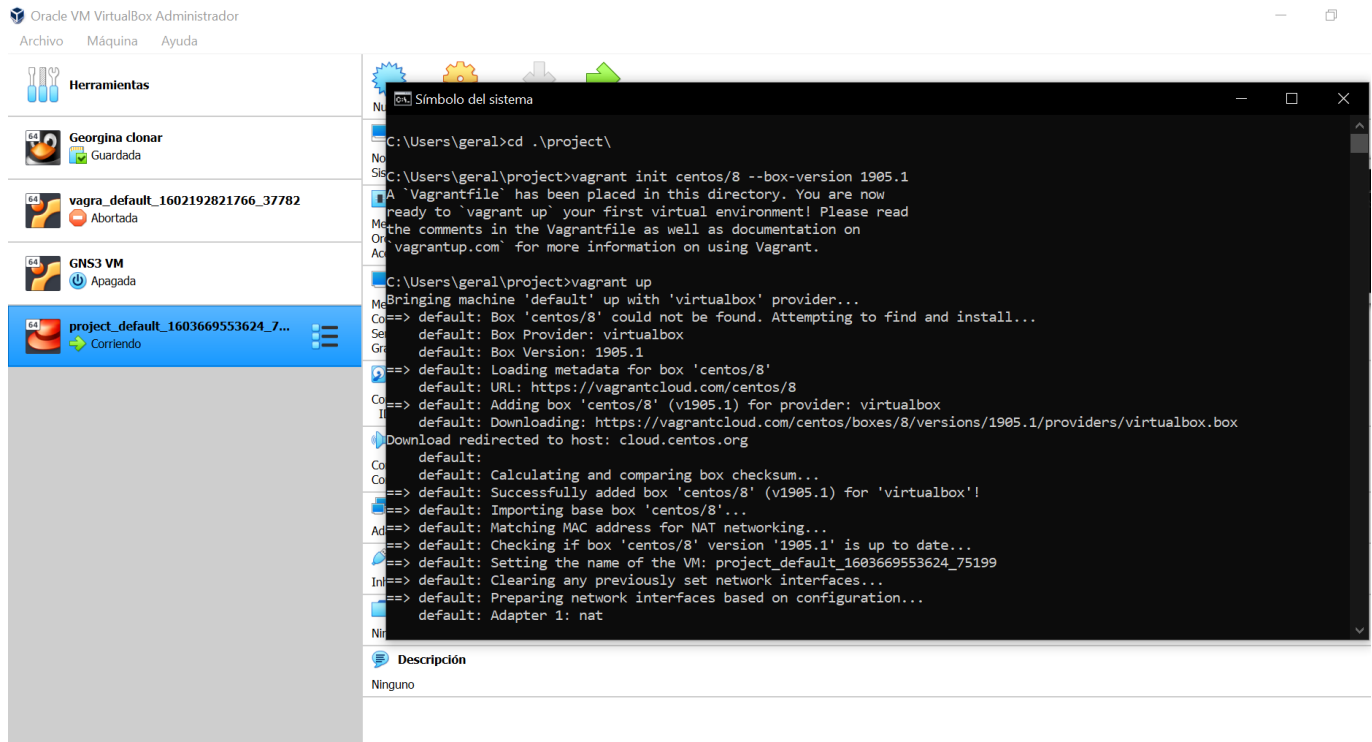 Oracle VM VirtualBox Administrador
Archivo Máquina Ayuda
Herramientas
64 Georgina clonar
Guardada
64 vagra_default_1602192821766_37782
Abortada
64 GNS3 VM
Apagada
64 project_default_1603669553624_7...
Corriendo
Símbolo del sistema
C:\Users\geral>cd .\project\
C:\Users\geral\project>vagrant init centos/8 --box-version 1905.1
A `Vagrantfile` has been placed in this directory. You are now
ready to `vagrant up` your first virtual environment! Please read
the comments in the Vagrantfile as well as documentation on
`vagrantup.com` for more information on using Vagrant.
C:\Users\geral\project>vagrant up
Bringing machine 'default' up with 'virtualbox' provider...
==> default: Box 'centos/8' could not be found. Attempting to find and install...
default: Box Provider: virtualbox
default: Box Version: 1905.1
==> default: Loading metadata for box 'centos/8'
default: URL: https://vagrantcloud.com/centos/8
==> default: Adding box 'centos/8' (v1905.1) for provider: virtualbox
default: Downloading: https://vagrantcloud.com/centos/boxes/8/versions/1905.1/providers/virtualbox.box
Download redirected to host: cloud.centos.org
default:
default: Calculating and comparing box checksum...
==> default: Successfully added box 'centos/8' (v1905.1) for 'virtualbox'!
==> default: Importing base box 'centos/8'...
==> default: Matching MAC address for NAT networking...
==> default: Checking if box 'centos/8' version '1905.1' is up to date...
==> default: Setting the name of the VM: project_default_1603669553624_75199
==> default: Clearing any previously set network interfaces...
==> default: Preparing network interfaces based on configuration...
default: Adapter 1: nat
Descripción
Ninguno